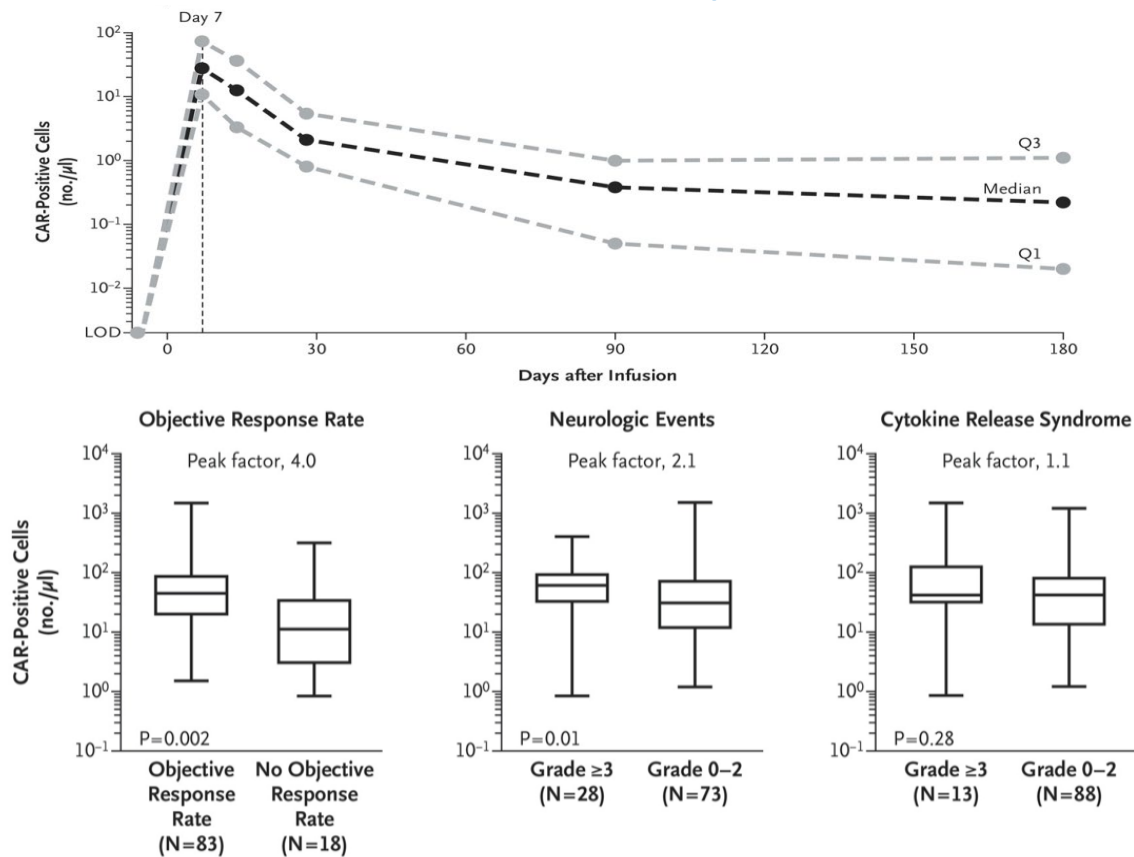 Day 7
10²
10¹
10⁰
10⁻¹
10⁻²
LOD
CAR-Positive Cells
(no./µl)
Q3
Median
Q1
0 30 60 90 120 150 180
Days after Infusion
Objective Response Rate
Peak factor, 4.0
10⁴
10³
10²
10¹
10⁰
10⁻¹
CAR-Positive Cells
(no./µl)
P=0.002
Objective
Response
Rate
(N=83)
No Objective
Response
Rate
(N=18)
Neurologic Events
Peak factor, 2.1
10⁴
10³
10²
10¹
10⁰
10⁻¹
P=0.01
Grade ≥3
(N=28)
Grade 0–2
(N=73)
Cytokine Release Syndrome
Peak factor, 1.1
10⁴
10³
10²
10¹
10⁰
10⁻¹
P=0.28
Grade ≥3
(N=13)
Grade 0–2
(N=88)